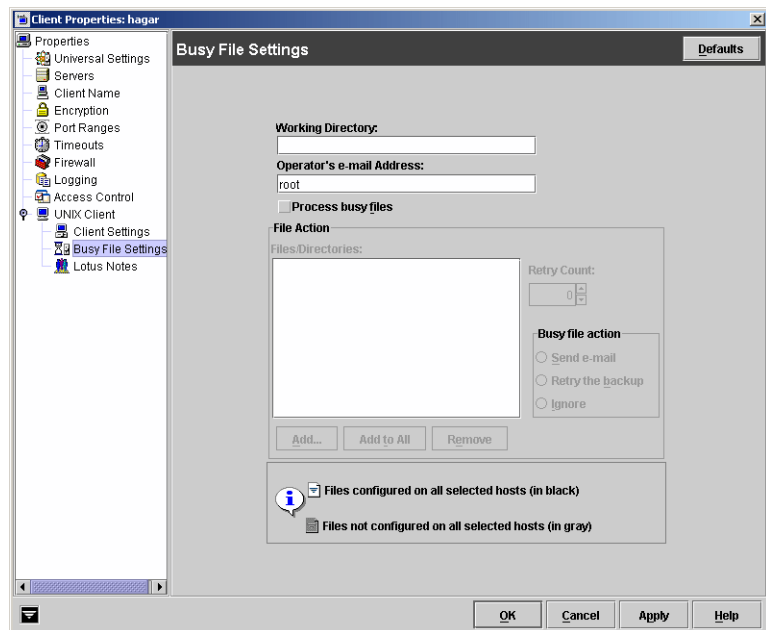 Client Properties: hagar
Properties
Universal Settings
Servers
Client Name
Encryption
Port Ranges
Timeouts
Firewall
Logging
Access Control
UNIX Client
Client Settings
Busy File Settings
Lotus Notes
Busy File Settings
Defaults
Working Directory:
Operator's e-mail Address:
root
Process busy files
File Action
Files/Directories:
Retry Count:
0
Busy file action
Send e-mail
Retry the backup
Ignore
Add...
Add to All
Remove
Files configured on all selected hosts (in black)
Files not configured on all selected hosts (in gray)
OK
Cancel
Apply
Help